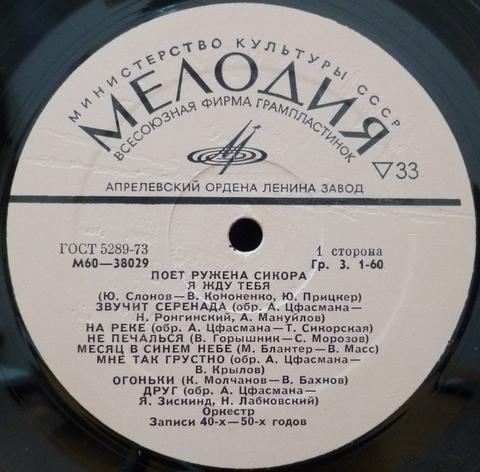 МИНИСТЕРСТВО КУЛЬТУРЫ СССР
МЕЛОДИЯ
ВСЕСОЮЗНАЯ ФИРМА ГРАМПЛАСТИНОК
▽33
АПРЕЛЕВСКИЙ ОРДЕНА ЛЕНИНА ЗАВОД
ГОСТ 5289-73
М60—38029
1 сторона
Гр. 3. 1-60
ПОЕТ РУЖЕНА СИКОРА
Я ЖДУ ТЕБЯ
(Ю. Слонов—В. Кононенко, Ю. Прицкер)
ЗВУЧИТ СЕРЕНАДА (обр. А. Цфасмана—
Н. Ронгинский, А. Мануйлов)
НА РЕКЕ (обр. А. Цфасмана—Т. Сикорская)
НЕ ПЕЧАЛЬСЯ (В. Горышник—С. Морозов)
МЕСЯЦ В СИНЕМ НЕБЕ (М. Блантер—В. Масс)
МНЕ ТАК ГРУСТНО (обр. А. Цфасмана—
В. Крылов)
ОГОНЬКИ (К. Молчанов—В. Бахнов)
ДРУГ (обр. А. Цфасмана—
Я. Зискинд, Н. Лабковский)
Оркестр
Записи 40-х—50-х годов